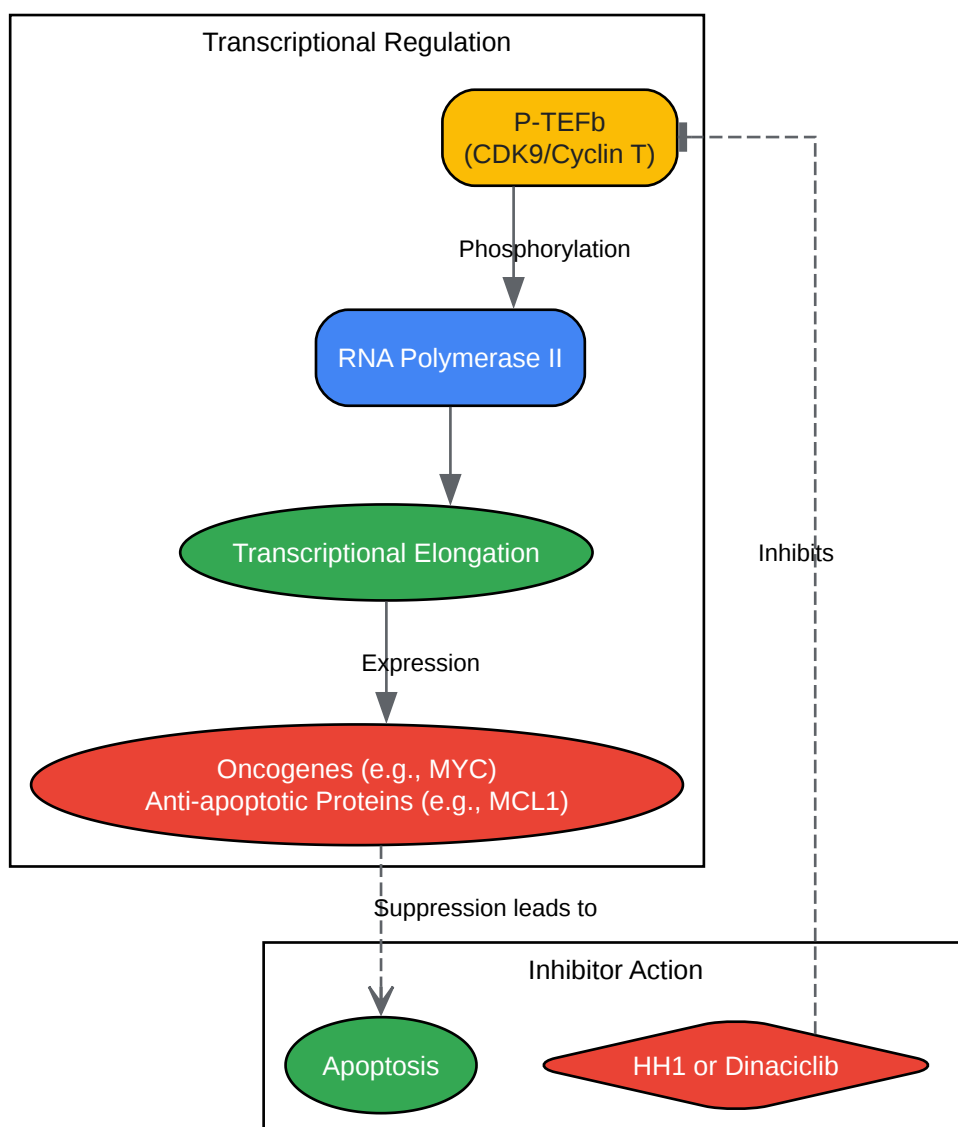 Transcriptional Regulation
P-TEFb
(CDK9/Cyclin T)
Phosphorylation
RNA Polymerase II
Transcriptional Elongation
Inhibits
Expression
Oncogenes (e.g., MYC)
Anti-apoptotic Proteins (e.g., MCL1)
Suppression leads to
Inhibitor Action
Apoptosis
HH1 or Dinaciclib